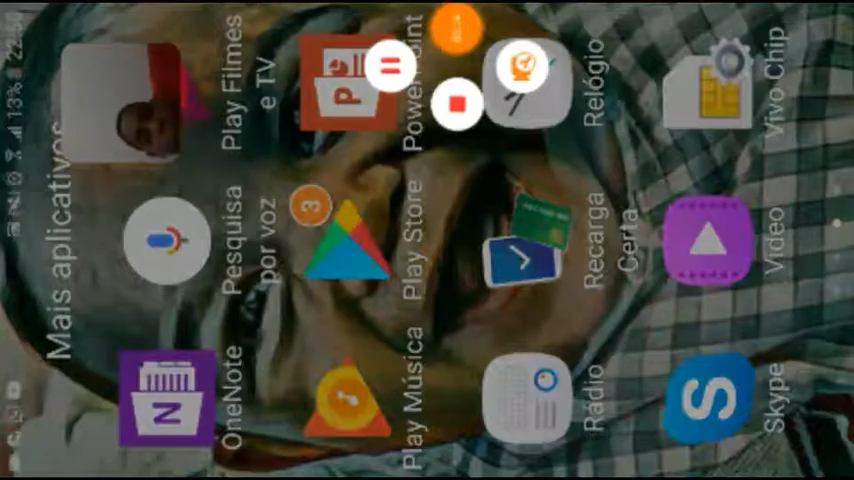 13%
Mais aplicativos
OneNote
Pesquisa
por voz
Play Filmes
e TV
3
Play Música
Play Store
PowerPoint
Rádio
Recarga
Certa
Relógio
Skype
Vídeo
Vivo Chip